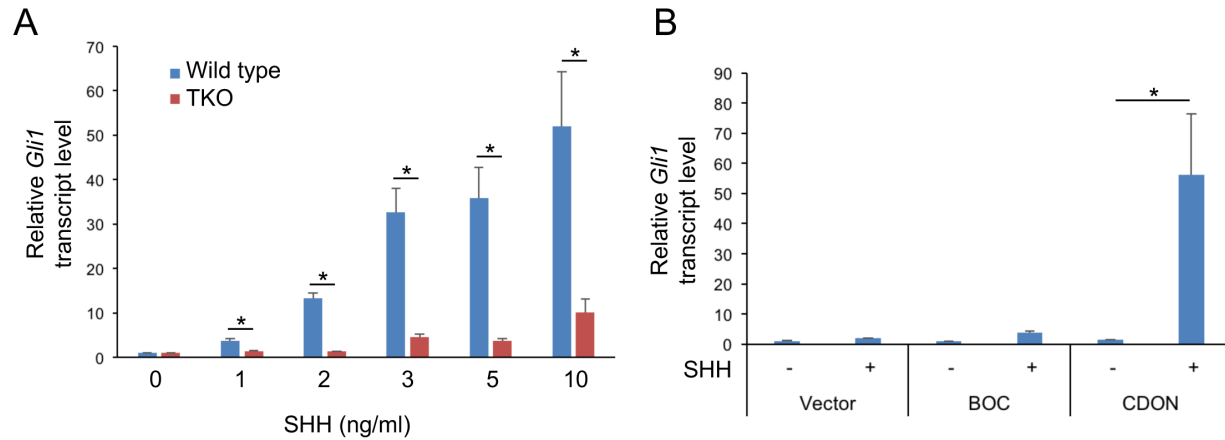 A
Relative Gli1
transcript level
70
60
50
40
30
20
10
0
Wild type
TKO
*
*
*
*
*
0 1 2 3 5 10
SHH (ng/ml)
B
Relative Gli1
transcript level
90
80
70
60
50
40
30
20
10
0
*
SHH - + - + - +
Vector BOC CDON